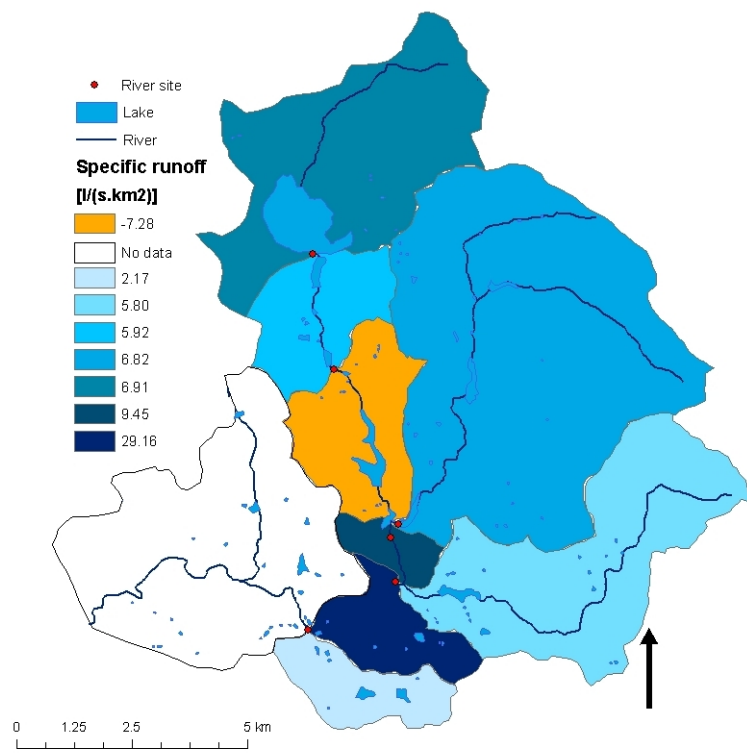 River site
Lake
River
Specific runoff
[l/(s.km2)]
-7.28
No data
2.17
5.80
5.92
6.82
6.91
9.45
29.16
0 1.25 2.5 5 km